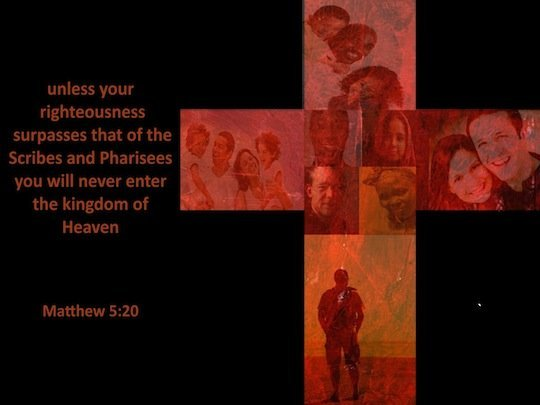 unless your
righteousness
surpasses that of the
Scribes and Pharisees
you will never enter
the kingdom of
Heaven
Matthew 5:20